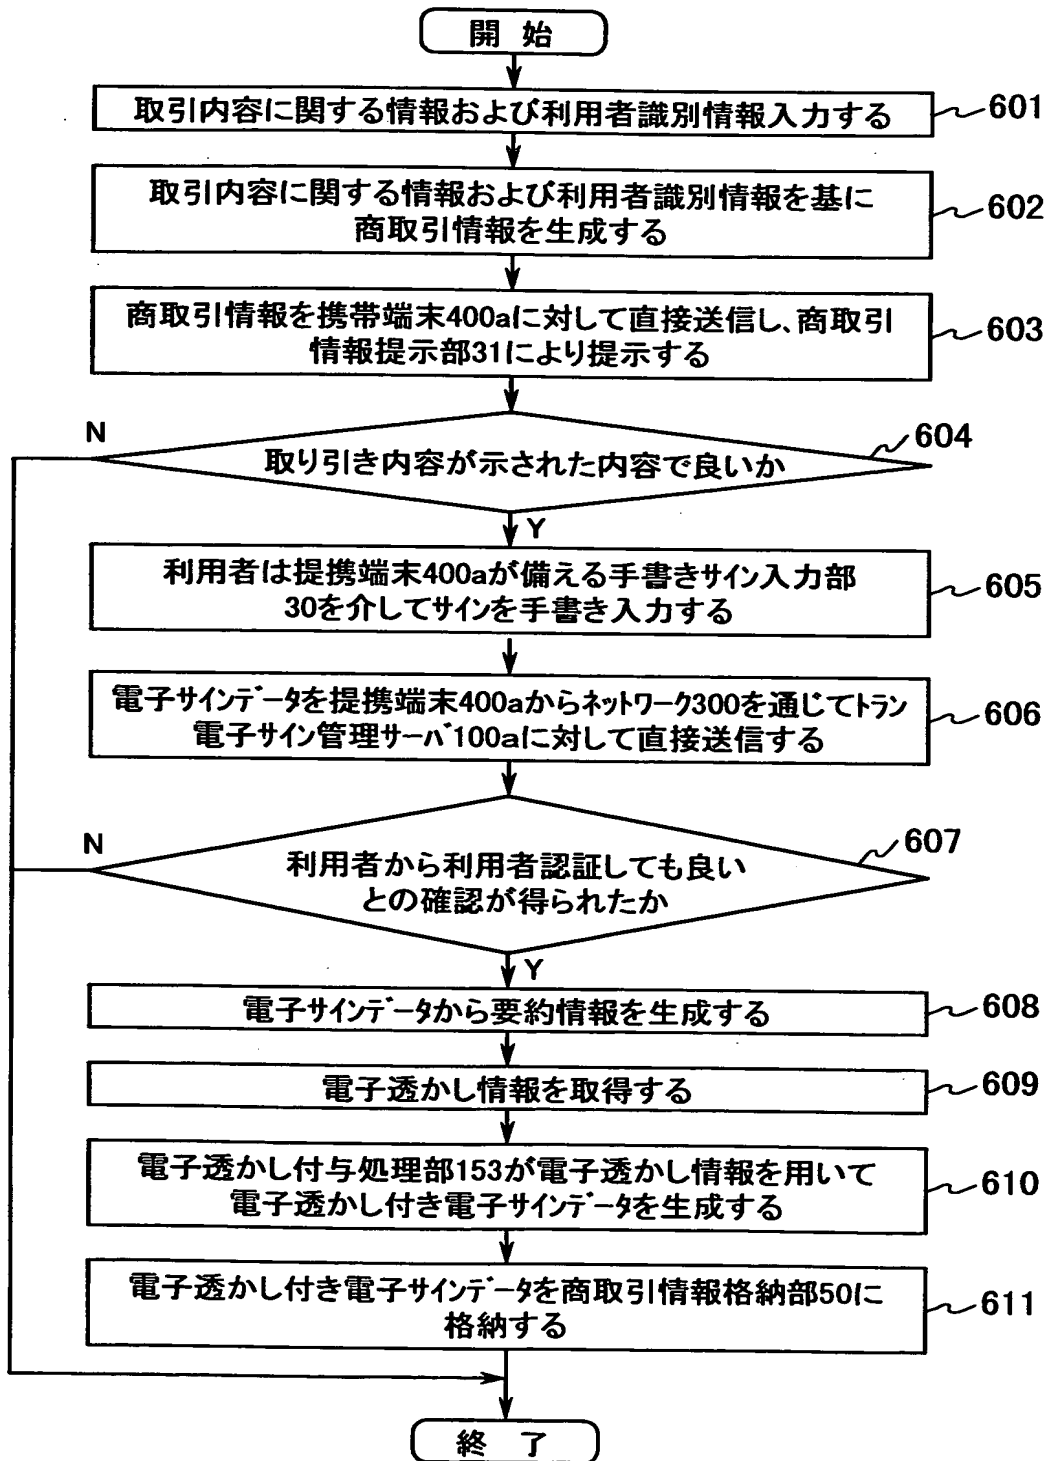 開 始
取引内容に関する情報および利用者識別情報入力する
601
取引内容に関する情報および利用者識別情報を基に
商取引情報を生成する
602
商取引情報を携帯端末400aに対して直接送信し、商取引
情報提示部31により提示する
603
N
取り引き内容が示された内容で良いか
604
Y
利用者は提携端末400aが備える手書きサイン入力部
30を介してサインを手書き入力する
605
電子サインデータを提携端末400aからネットワーク300を通じてトラン
電子サイン管理サーバ100aに対して直接送信する
606
N
利用者から利用者認証しても良い
との確認が得られたか
607
Y
電子サインデータから要約情報を生成する
608
電子透かし情報を取得する
609
電子透かし付与処理部153が電子透かし情報を用いて
電子透かし付き電子サインデータを生成する
610
電子透かし付き電子サインデータを商取引情報格納部50に
格納する
611
終 了